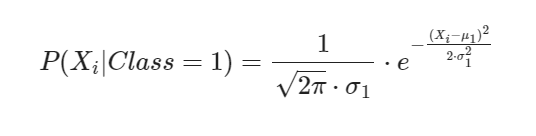 P(X_i|Class = 1) = \frac{1}{\sqrt{2\pi} \cdot \sigma_1} \cdot e^{-\frac{(X_i - \mu_1)^2}{2 \cdot \sigma_1^2}}